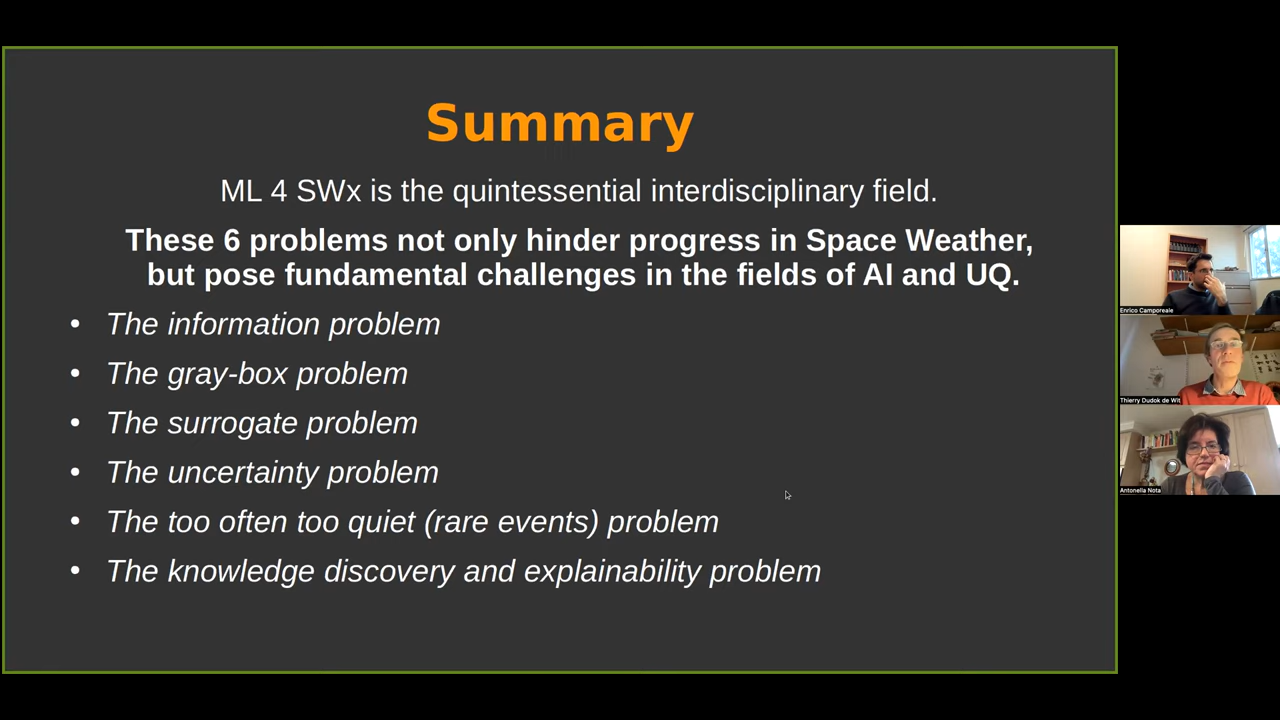 Summary
ML 4 SWx is the quintessential interdisciplinary field.
These 6 problems not only hinder progress in Space Weather,
but pose fundamental challenges in the fields of AI and UQ.
• The information problem
• The gray-box problem
• The surrogate problem
• The uncertainty problem
• The too often too quiet (rare events) problem
• The knowledge discovery and explainability problem
Enrico Camporeale
Thierry Dudok de Wit
Antonella Nota